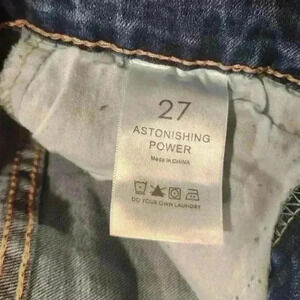 27
ASTONISHING
POWER
Made in CHINA
DO YOUR OWN LAUNDRY